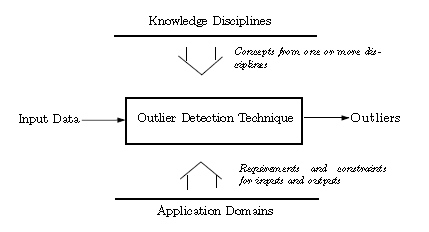 Knowledge Disciplines
Concepts from one or more dis-
ciplines
Input Data
Outlier Detection Technique
Outliers
Requirements and constraints
for inputs and outputs
Application Domains